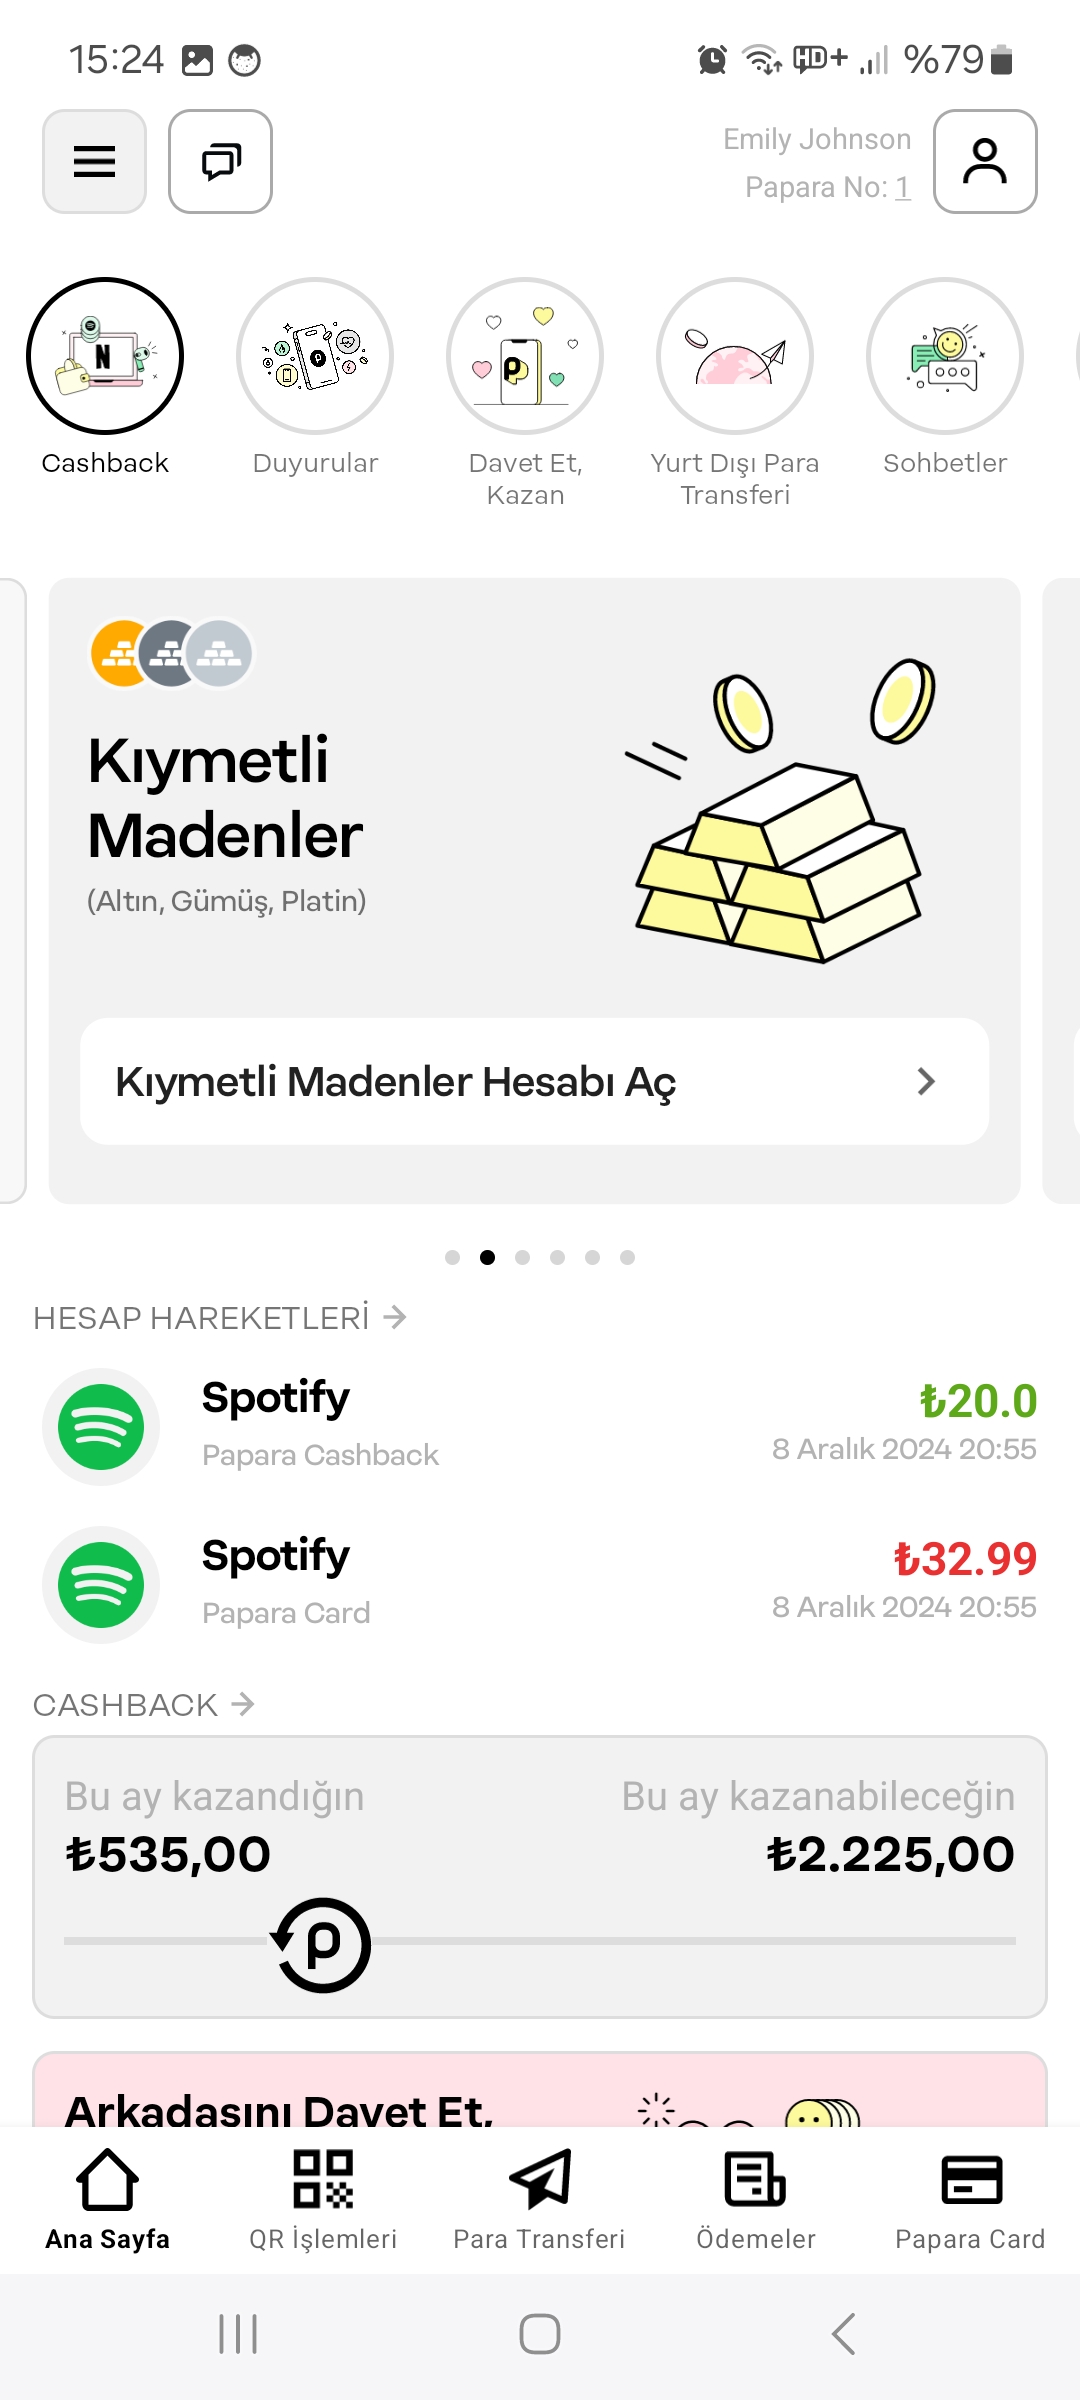 15:24
HD+
%79
Emily Johnson
Papara No: 1
Cashback
Duyurular
Davet Et,
Kazan
Yurt Dışı Para
Transferi
Sohbetler
Kıymetli
Madenler
(Altın, Gümüş, Platin)
Kıymetli Madenler Hesabı Aç
HESAP HAREKETLERİ
Spotify
₺20.0
Papara Cashback
8 Aralık 2024 20:55
Spotify
₺32.99
Papara Card
8 Aralık 2024 20:55
CASHBACK
Bu ay kazandığın
Bu ay kazanabileceğin
₺535,00
₺2.225,00
Arkadaşını Davet Et,
Ana Sayfa
QR İşlemleri
Para Transferi
Ödemeler
Papara Card